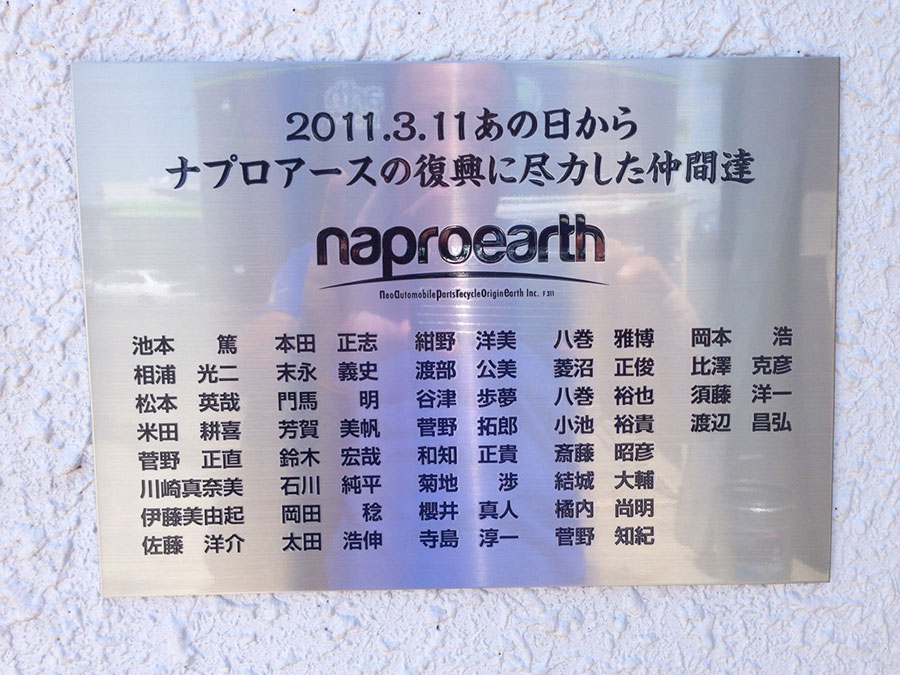 2011.3.11あの日から
ナプロアースの復興に尽力した仲間達
naproearth
neoautomobilepartsrecycleOriginearth Inc. F311
池本 篤 本田 正志 紺野 洋美 八巻 雅博 岡本 浩
相浦 光二 末永 義史 渡部 公美 菱沼 正俊 比澤 克彦
松本 英哉 門馬 明 谷津 歩夢 八巻 裕也 須藤 洋一
米田 耕喜 芳賀 美帆 菅野 拓郎 小池 裕貴 渡辺 昌弘
菅野 正直 鈴木 宏哉 和知 正貴 斎藤 昭彦
川崎真奈美 石川 純平 菊地 渉 結城 大輔
伊藤美由起 岡田 稔 櫻井 真人 橘内 尚明
佐藤 洋介 太田 浩伸 寺島 淳一 菅野 知紀